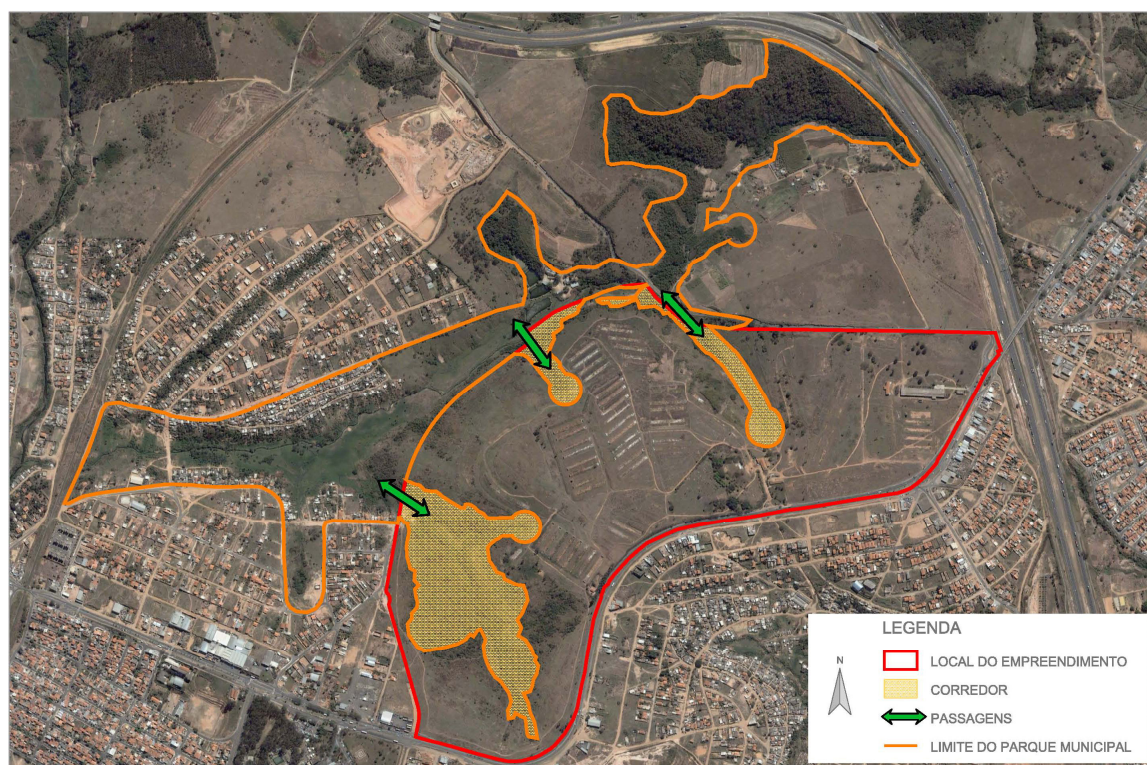 N
LEGENDA
LOCAL DO EMPREENDIMENTO
CORREDOR
PASSAGENS
LIMITE DO PARQUE MUNICIPAL